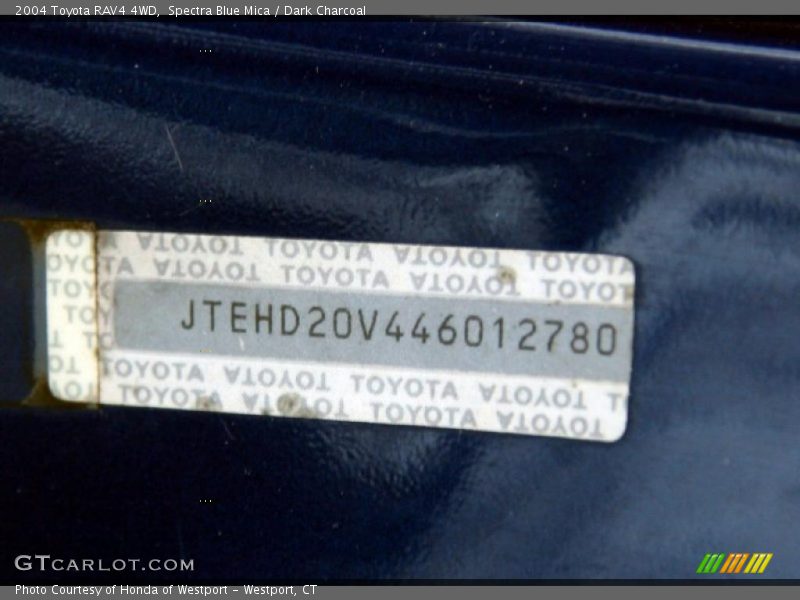 2004 Toyota RAV4 4WD, Spectra Blue Mica / Dark Charcoal
TOYOTA TOYOTA TOYOTA TOYOTA
TOYOTA TOYOTA TOYOTA TOYOTA TOYOTA
JTEHD20V446012780
TOYOTA TOYOTA TOYOTA TOYOTA
TOYOTA TOYOTA TOYOTA TOYOTA
GTCARLOT.COM
Photo Courtesy of Honda of Westport – Westport, CT